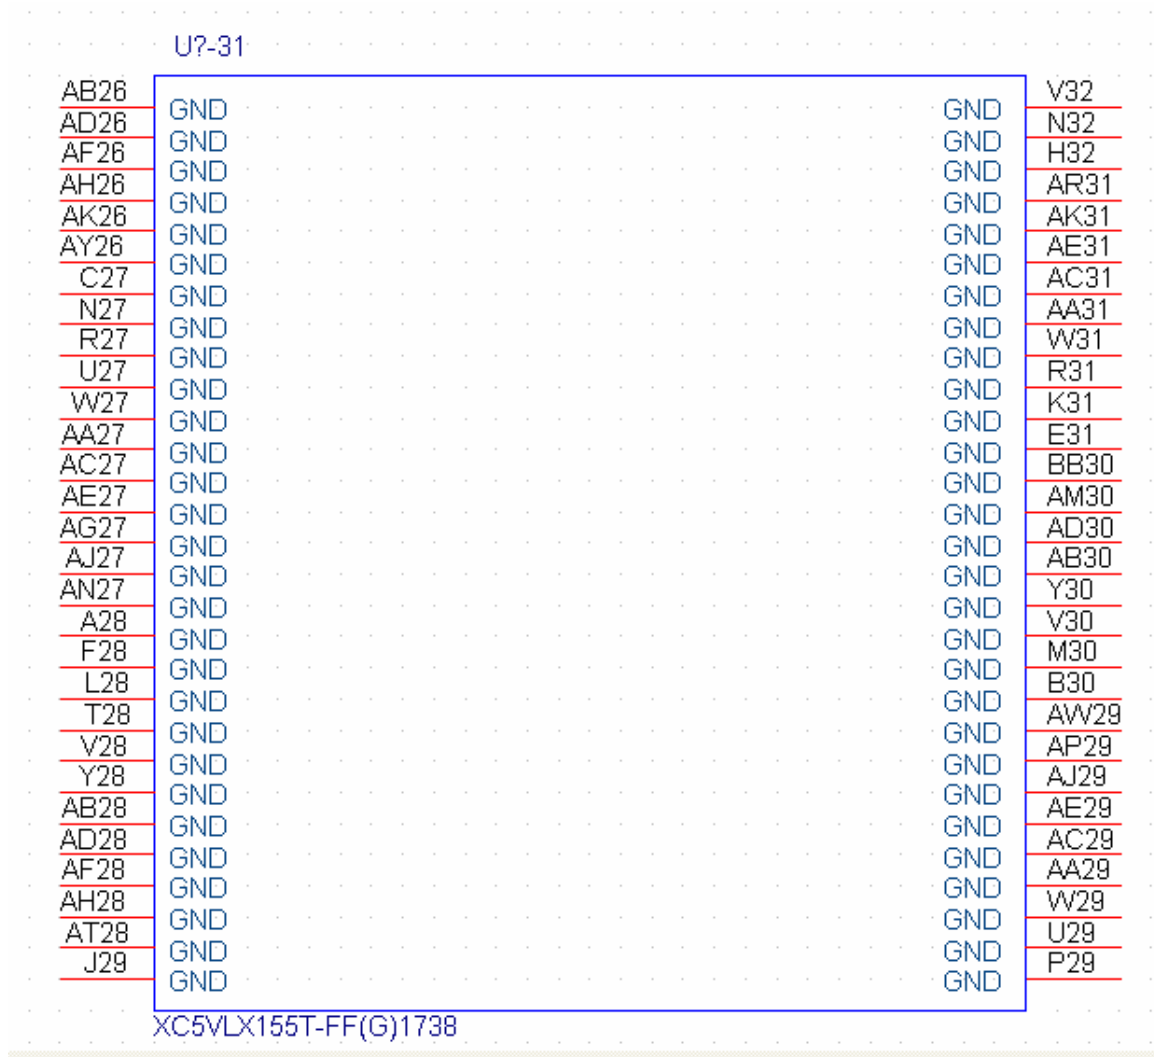 U?-31
AB26 GND GND V32
AD26 GND GND N32
AF26 GND GND H32
AH26 GND GND AR31
AK26 GND GND AK31
AY26 GND GND AE31
C27 GND GND AC31
N27 GND GND AA31
R27 GND GND W31
U27 GND GND R31
W27 GND GND K31
AA27 GND GND E31
AC27 GND GND BB30
AE27 GND GND AM30
AG27 GND GND AD30
AJ27 GND GND AB30
AN27 GND GND Y30
A28 GND GND V30
F28 GND GND M30
L28 GND GND B30
T28 GND GND AW29
V28 GND GND AP29
Y28 GND GND AJ29
AB28 GND GND AE29
AD28 GND GND AC29
AF28 GND GND AA29
AH28 GND GND W29
AT28 GND GND U29
J29 GND GND P29
XC5VLX155T-FF(G)1738